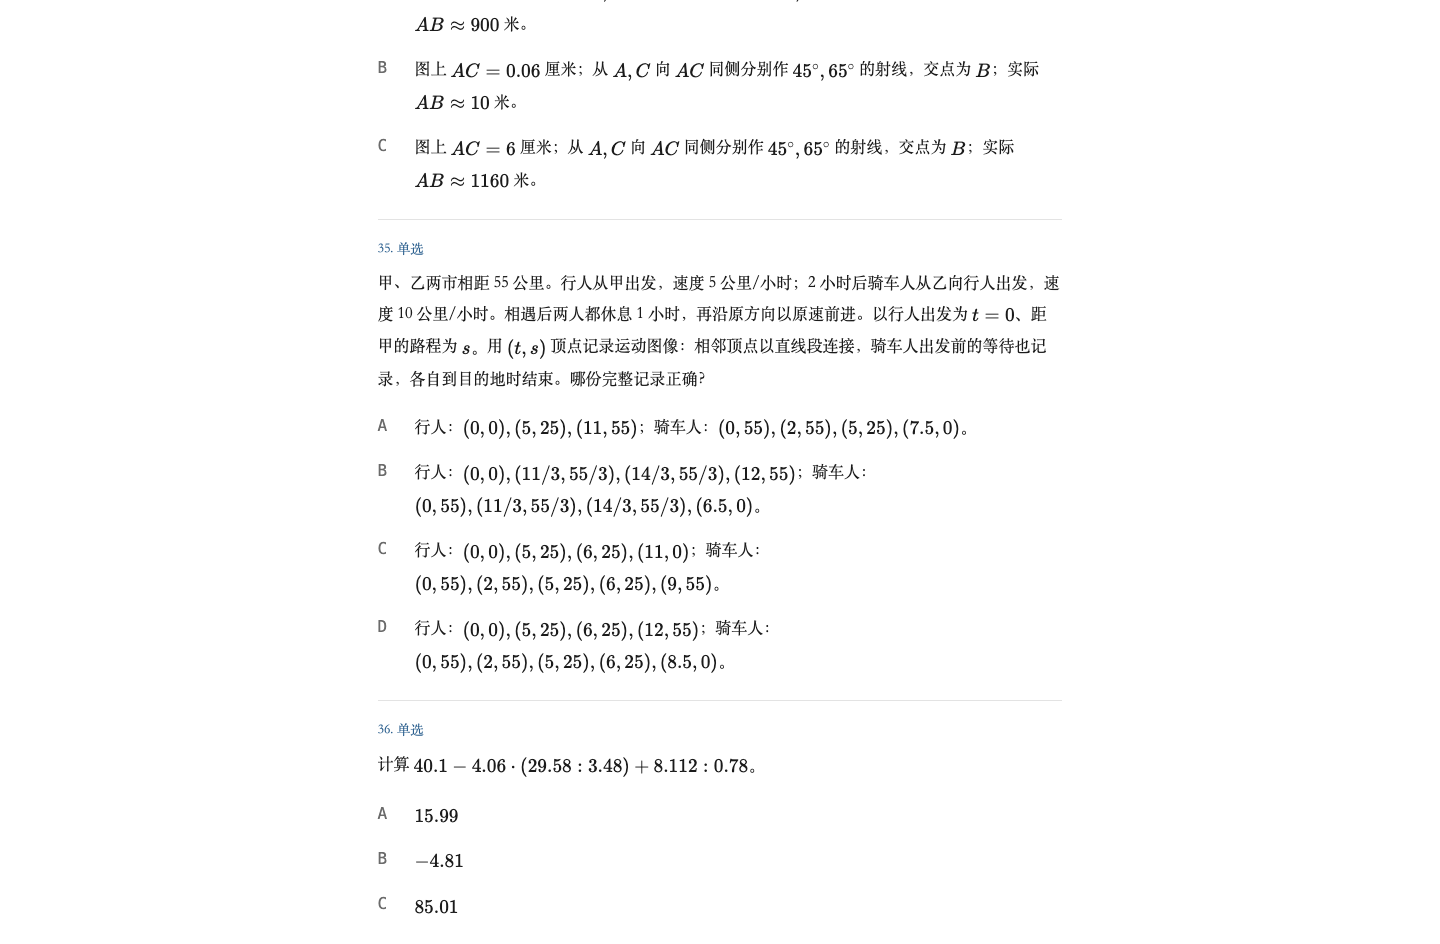 AB ≈ 900 米。
B 图上 AC = 0.06 厘米；从 A, C 向 AC 同侧分别作 45°, 65° 的射线，交点为 B；实际
AB ≈ 10 米。
C 图上 AC = 6 厘米；从 A, C 向 AC 同侧分别作 45°, 65° 的射线，交点为 B；实际
AB ≈ 1160 米。
35. 单选
甲、乙两市相距 55 公里。行人从甲出发，速度 5 公里/小时；2 小时后骑车人从乙向行人出发，速
度 10 公里/小时。相遇后两人都休息 1 小时，再沿原方向以原速前进。以行人出发为 t = 0、距
甲的路程为 s。用 (t, s) 顶点记录运动图像：相邻顶点以直线段连接，骑车人出发前的等待也记
录，各自到目的地时结束。哪份完整记录正确?
A 行人：(0, 0), (5, 25), (11, 55)；骑车人：(0, 55), (2, 55), (5, 25), (7.5, 0)。
B 行人：(0, 0), (11/3, 55/3), (14/3, 55/3), (12, 55)；骑车人：
(0, 55), (11/3, 55/3), (14/3, 55/3), (6.5, 0)。
C 行人：(0, 0), (5, 25), (6, 25), (11, 0)；骑车人：
(0, 55), (2, 55), (5, 25), (6, 25), (9, 55)。
D 行人：(0, 0), (5, 25), (6, 25), (12, 55)；骑车人：
(0, 55), (2, 55), (5, 25), (6, 25), (8.5, 0)。
36. 单选
计算 40.1 − 4.06 · (29.58 : 3.48) + 8.112 : 0.78。
A 15.99
B −4.81
C 85.01